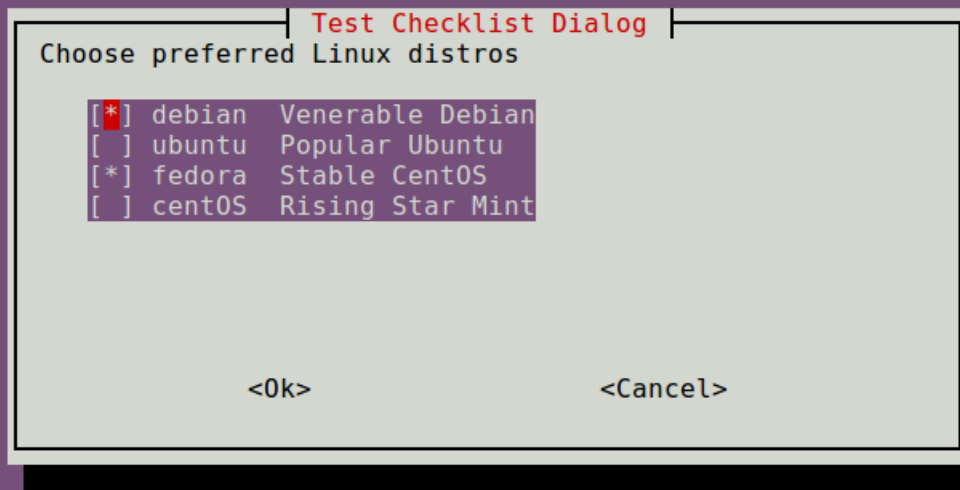 Test Checklist Dialog
Choose preferred Linux distros
[*] debian  Venerable Debian
[ ] ubuntu  Popular Ubuntu
[*] fedora  Stable CentOS
[ ] centOS  Rising Star Mint
<Ok> <Cancel>